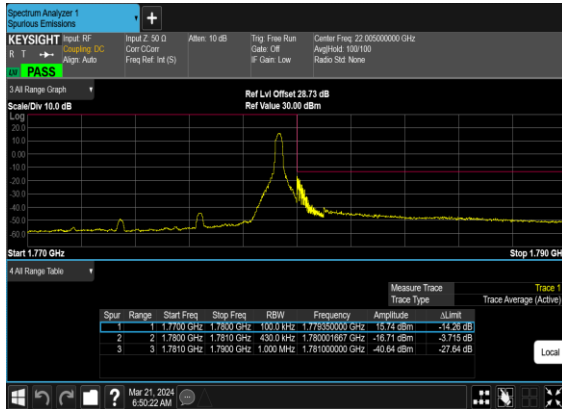 Spectrum Analyzer 1
Spurious Emissions
KEYSIGHT Input: RF Input Z: 50 Ω Atten: 10 dB Trig: Free Run Center Freq: 22.005000000 GHz
R T Coupling: DC Corr CCorr Gate: Off Avg|Hold: 100/100
Align: Auto Freq Ref: Int (S) IF Gain: Low Radio Std: None
PASS
3 All Range Graph
Ref Lvl Offset 28.73 dB
Scale/Div 10.0 dB Ref Value 30.00 dBm
Log
20.0
10.0
0.00
-10.0
-20.0
-30.0
-40.0
-50.0
-60.0
Start 1.770 GHz Stop 1.790 GH
4 All Range Table
Measure Trace Trace 1
Trace Type Trace Average (Active)
Spur Range Start Freq Stop Freq RBW Frequency Amplitude ΔLimit
1 1 1.7700 GHz 1.7800 GHz 100.0 kHz 1.779350000 GHz 15.74 dBm -14.26 dB
2 2 1.7800 GHz 1.7810 GHz 430.0 kHz 1.780001667 GHz -16.71 dBm -3.715 dB
3 3 1.7810 GHz 1.7900 GHz 1.000 MHz 1.781000000 GHz -40.64 dBm -27.64 dB
Local
?
Mar 21, 2024
6:50:22 AM